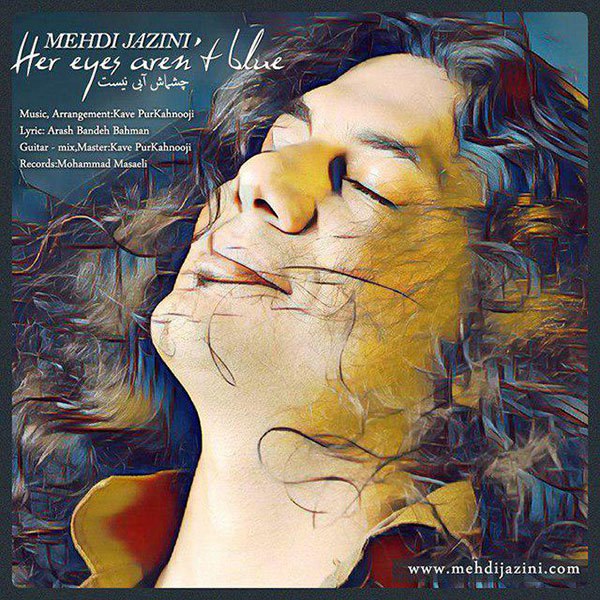 MEHDI JAZINI
Her eyes aren't blue
چشماش آبی نیست
Music, Arrangement:Kave PurKahnooji
Lyric: Arash Bandeh Bahman
Guitar - mix,Master:Kave PurKahnooji
Records:Mohammad Masaeli
www.mehdijazini.com